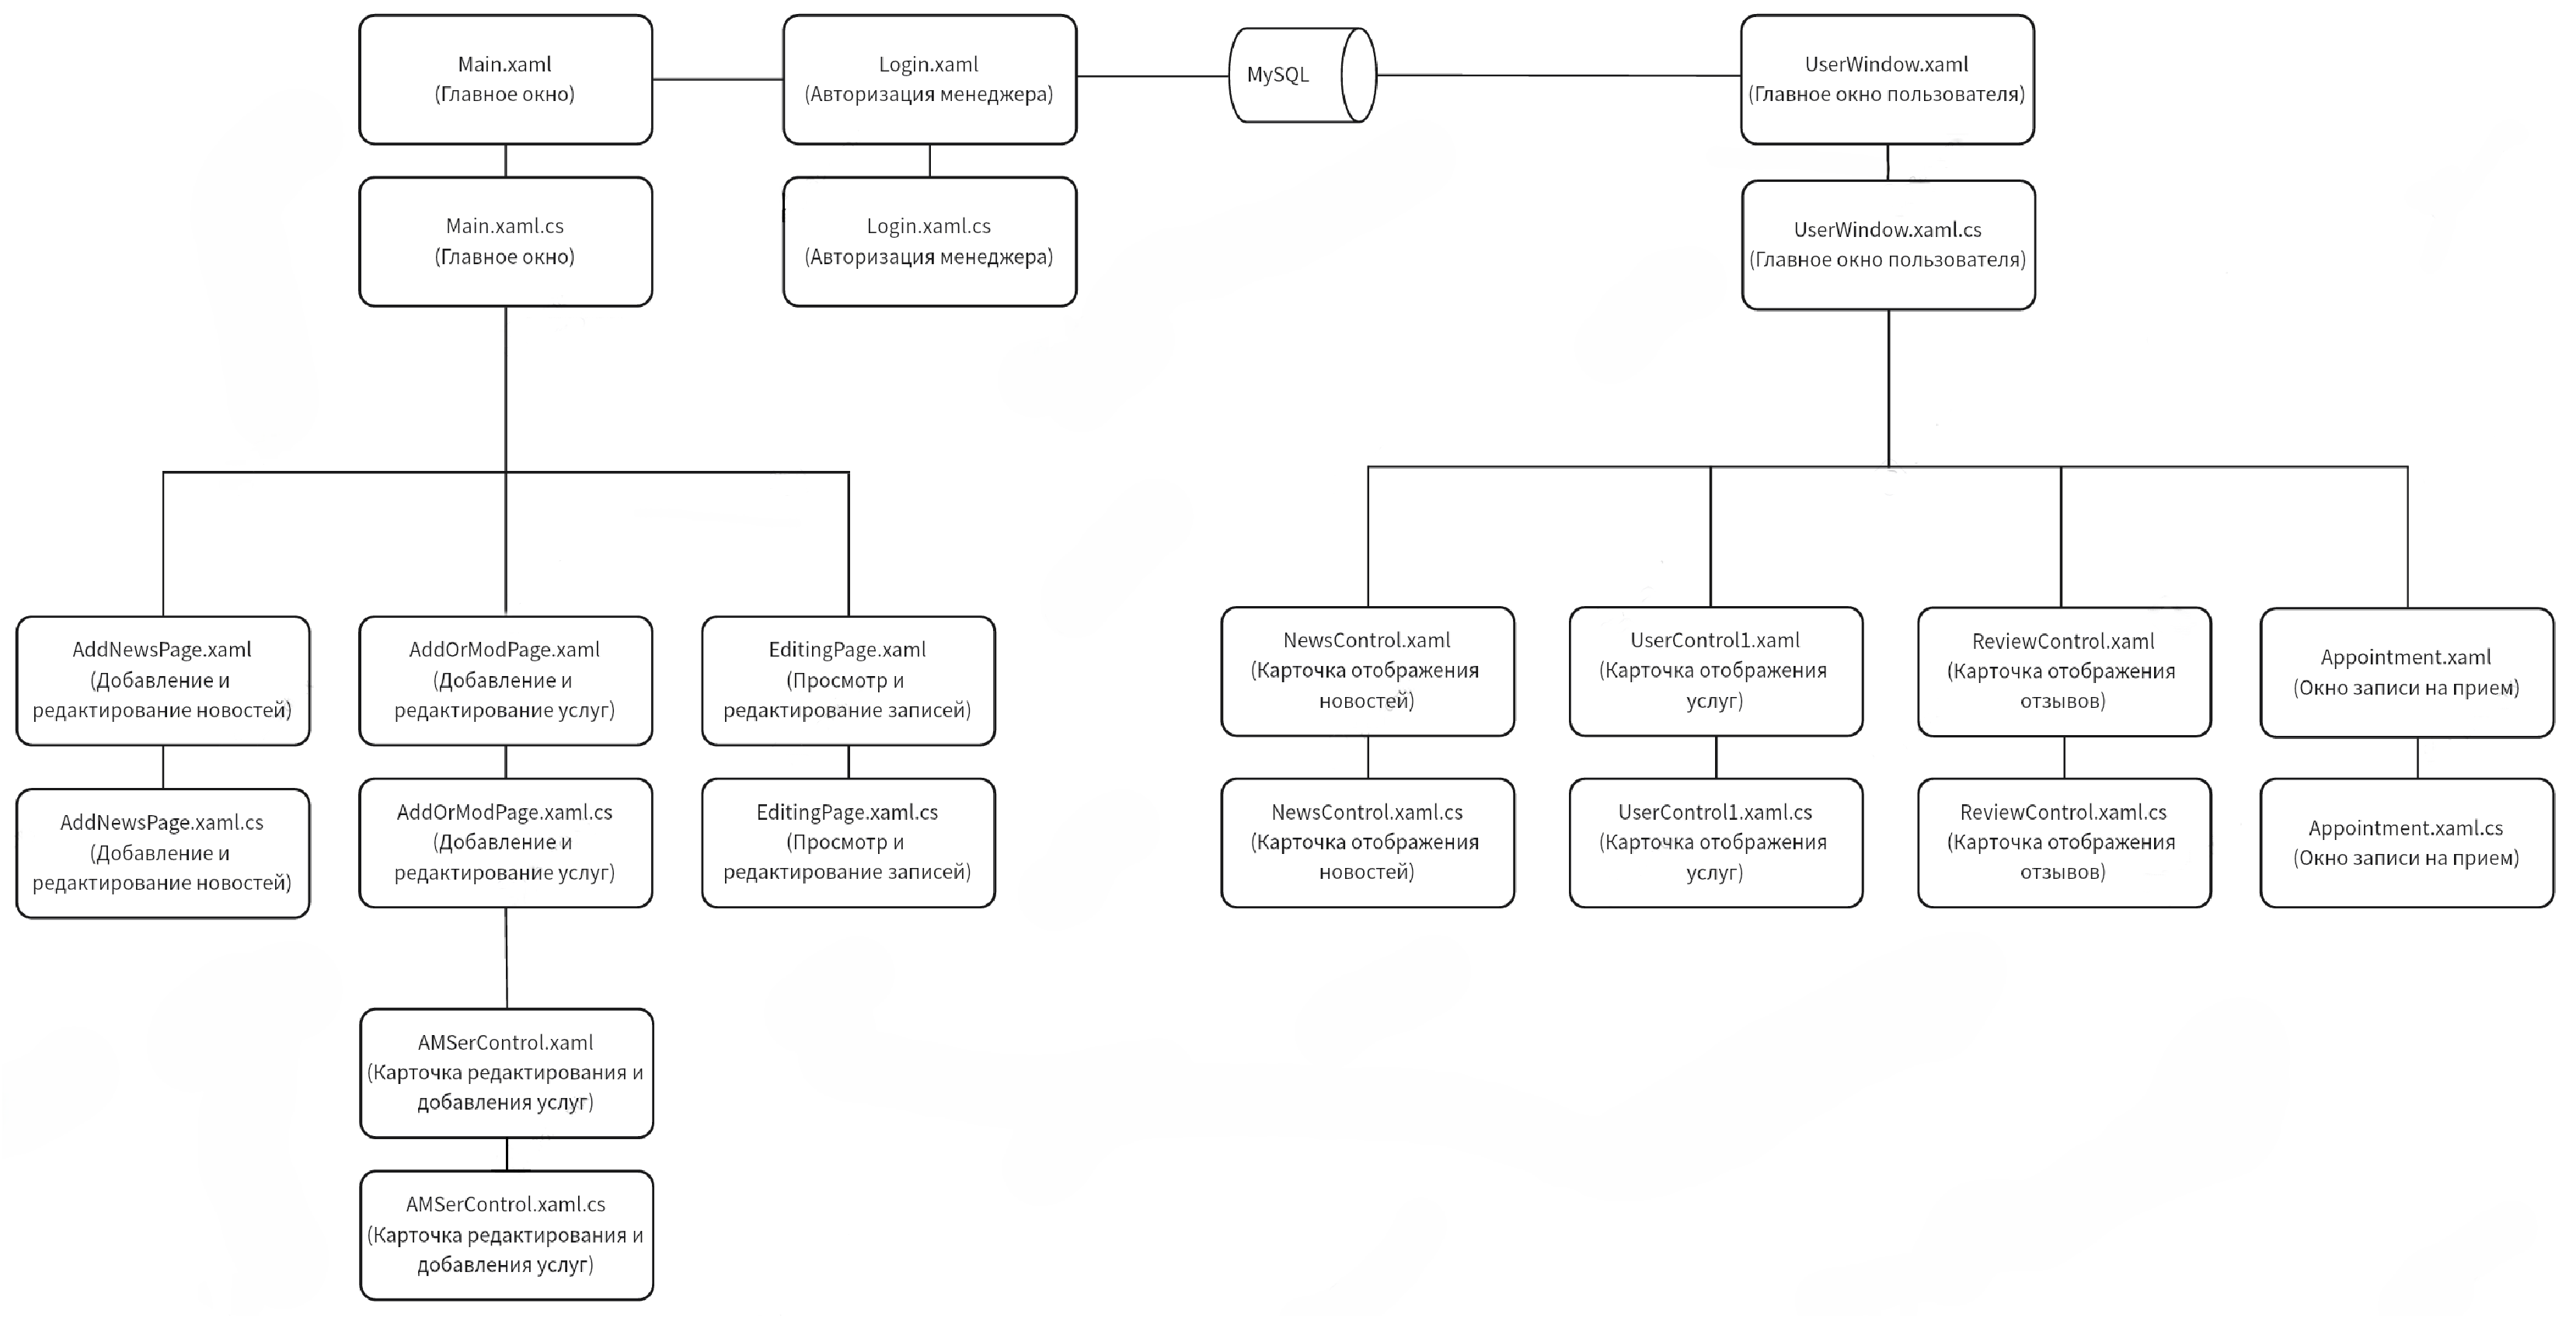 Main.xaml
(Главное окно)
Login.xaml
(Авторизация менеджера)
MySQL
UserWindow.xaml
(Главное окно пользователя)
Main.xaml.cs
(Главное окно)
Login.xaml.cs
(Авторизация менеджера)
UserWindow.xaml.cs
(Главное окно пользователя)
AddNewsPage.xaml
(Добавление и
редактирование новостей)
AddOrModPage.xaml
(Добавление и
редактирование услуг)
EditingPage.xaml
(Просмотр и
редактирование записей)
NewsControl.xaml
(Карточка отображения
новостей)
UserControl1.xaml
(Карточка отображения
услуг)
ReviewControl.xaml
(Карточка отображения
отзывов)
Appointment.xaml
(Окно записи на прием)
AddNewsPage.xaml.cs
(Добавление и
редактирование новостей)
AddOrModPage.xaml.cs
(Добавление и
редактирование услуг)
EditingPage.xaml.cs
(Просмотр и
редактирование записей)
NewsControl.xaml.cs
(Карточка отображения
новостей)
UserControl1.xaml.cs
(Карточка отображения
услуг)
ReviewControl.xaml.cs
(Карточка отображения
отзывов)
Appointment.xaml.cs
(Окно записи на прием)
AMSerControl.xaml
(Карточка редактирования и
добавления услуг)
AMSerControl.xaml.cs
(Карточка редактирования и
добавления услуг)